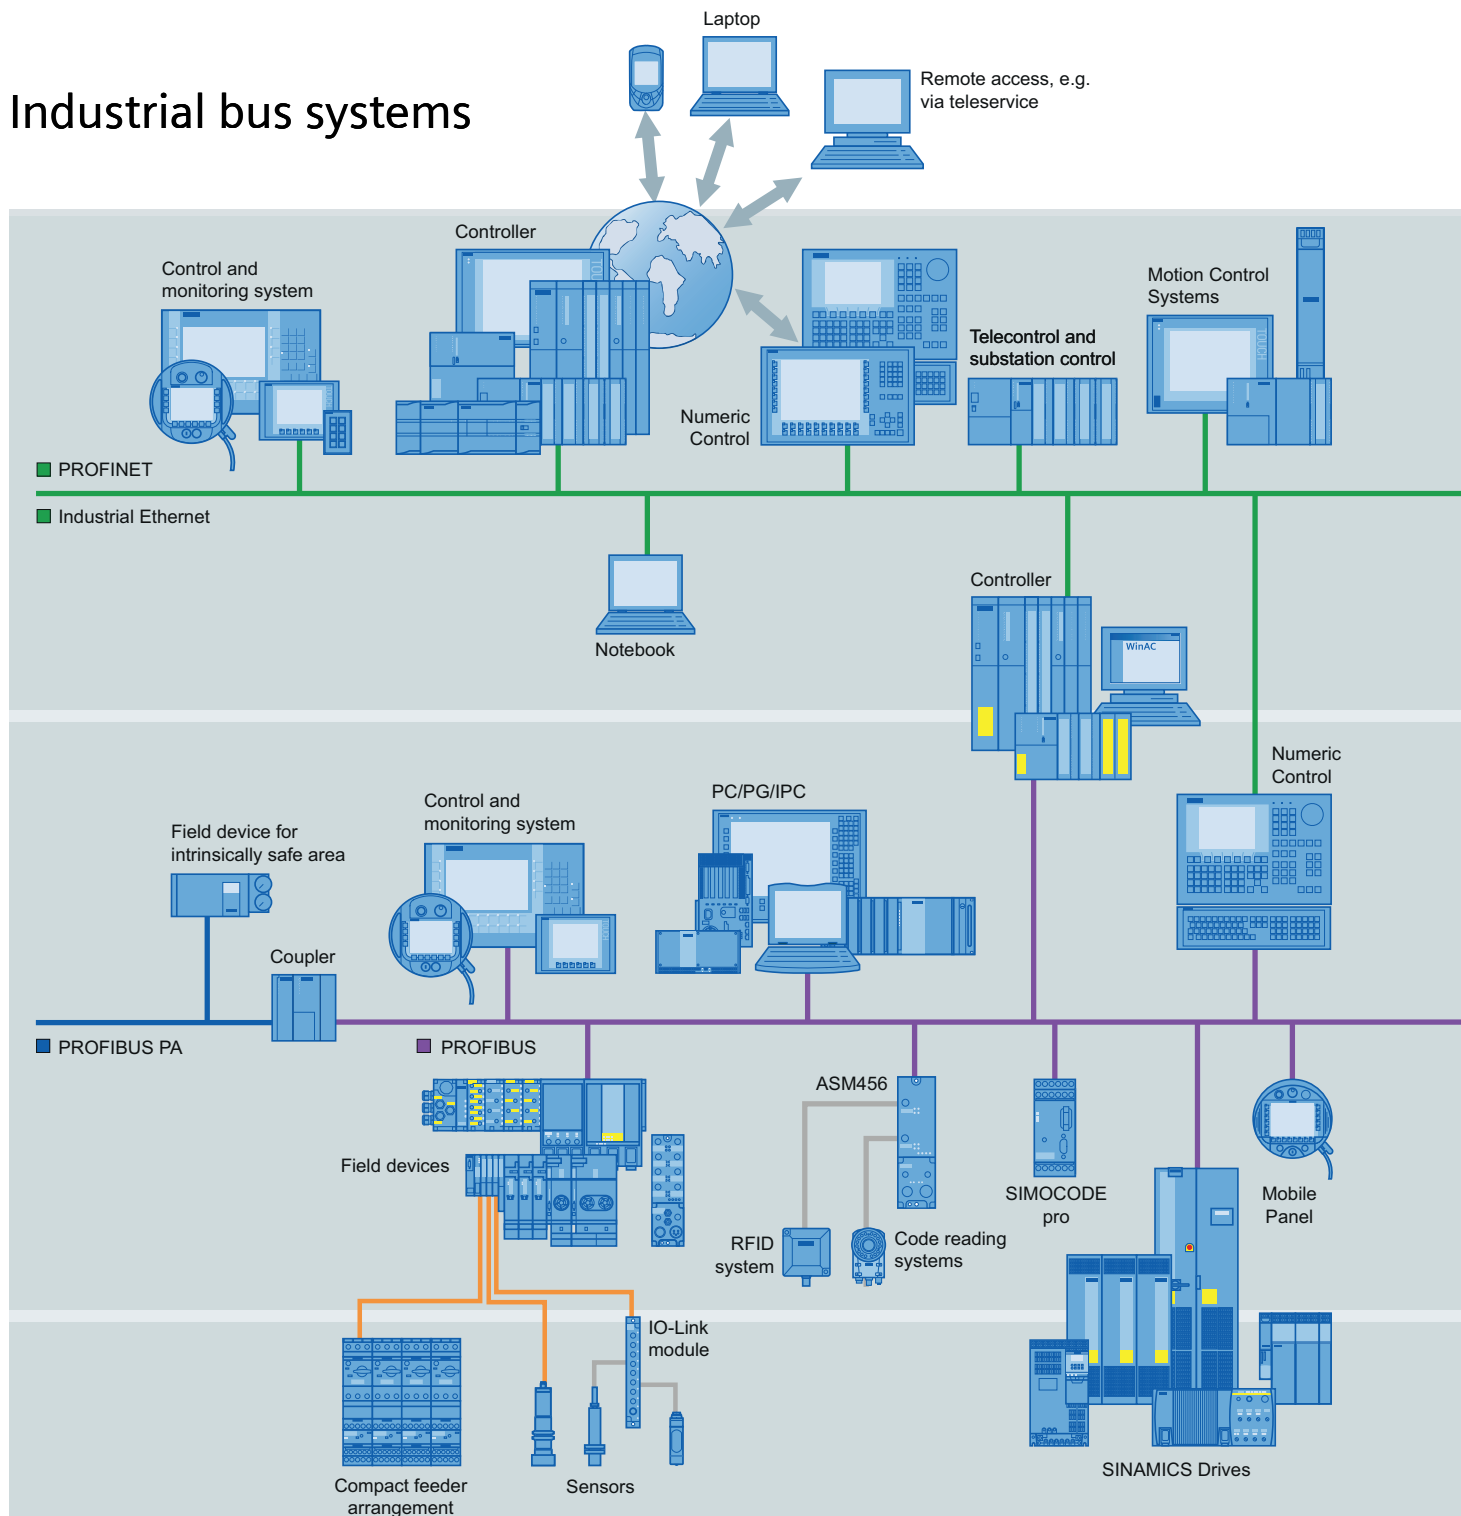 Laptop
Remote access, e.g.
via teleservice
Industrial bus systems
Controller
Control and
monitoring system
Motion Control
Systems
Telecontrol and
substation control
Numeric
Control
TOUCH
PROFINET
Industrial Ethernet
Notebook
Controller
WinAC
Numeric
Control
PC/PG/IPC
Control and
monitoring system
Field device for
intrinsically safe area
Coupler
PROFIBUS PA
PROFIBUS
ASM456
Field devices
SIMOCODE
pro
Mobile
Panel
RFID
system
Code reading
systems
IO-Link
module
SINAMICS Drives
Compact feeder
arrangement
Sensors